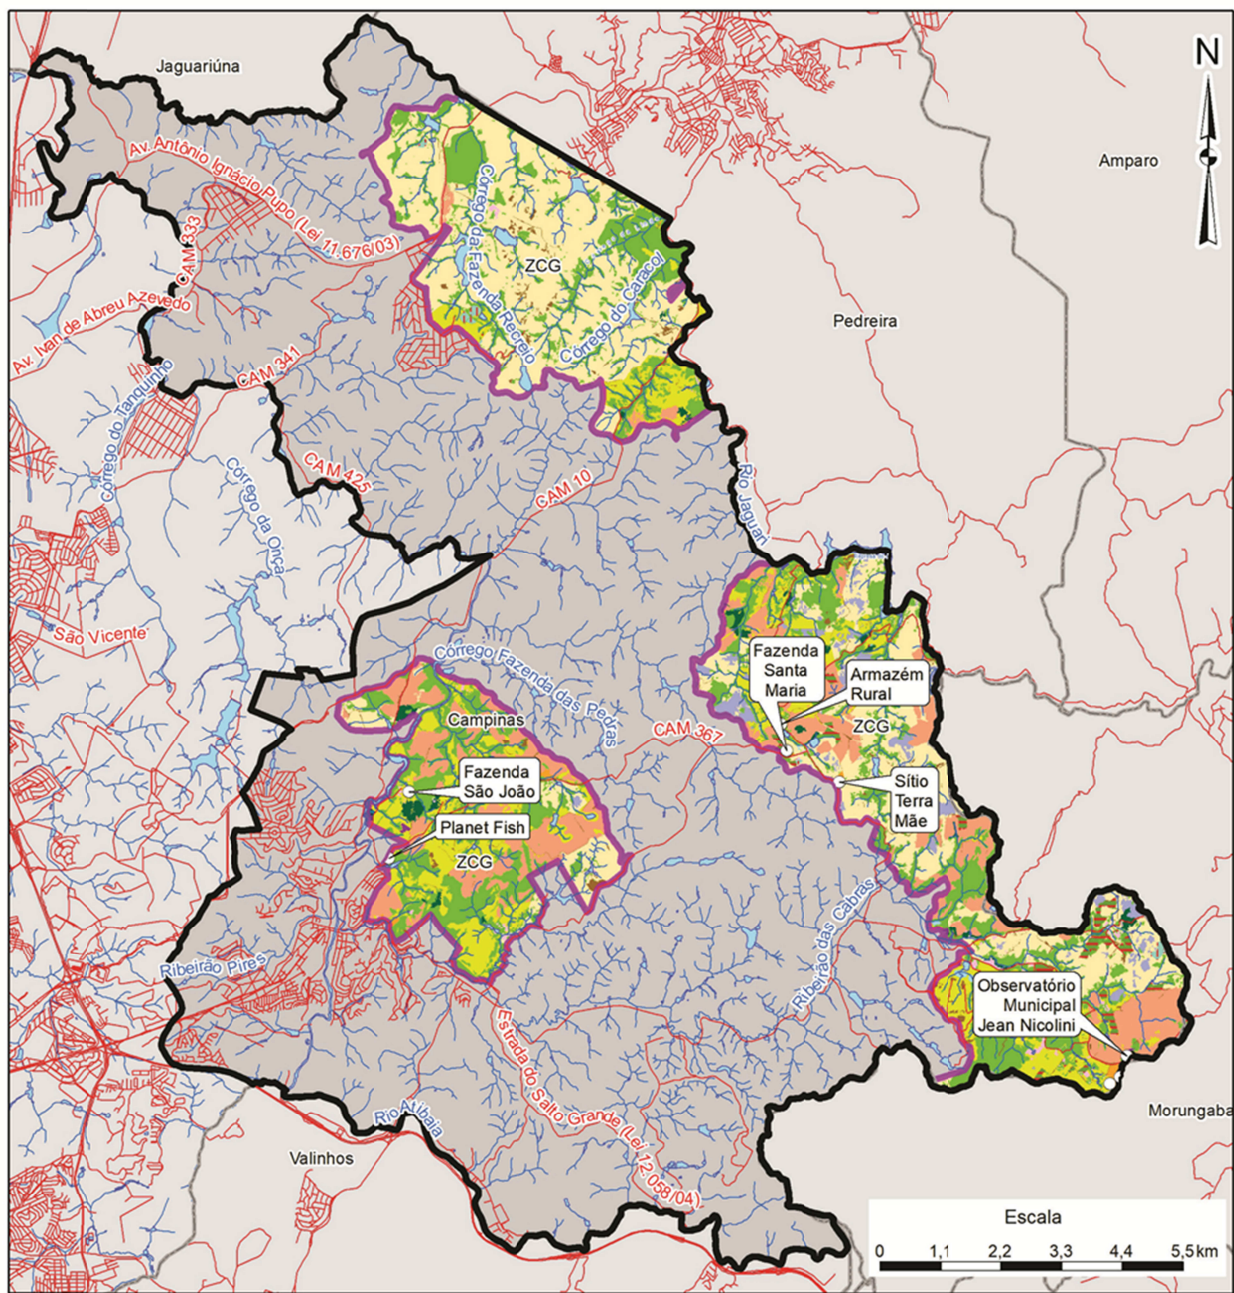 Jaguariúna
N
Amparo
Av. Antônio Ignácio Pupo (Lei 11.676/03)
Córrego da Fazenda Recreio
ZCG
Córrego do Caracol
CAM 333
Av. Ivan de Abreu Azevedo
Pedreira
CAM 341
Córrego do Tanquinho
Córrego da Onça
CAM 425
CAM 10
Rio Jaguari
São Vicente
Córrego Fazenda das Pedras
Fazenda
Santa
Maria
Armazém
Rural
Campinas
CAM 367
ZCG
Fazenda
São João
Sítio
Terra
Mãe
Planet Fish
ZCG
Ribeirão das Cabras
Ribeirão Pires
Observatório
Municipal
Jean Nicolini
Estrada do Salto Grande (Lei 12.058/04)
Rio Atibaia
Morungaba
Valinhos
Escala
0 1,1 2,2 3,3 4,4 5,5 km